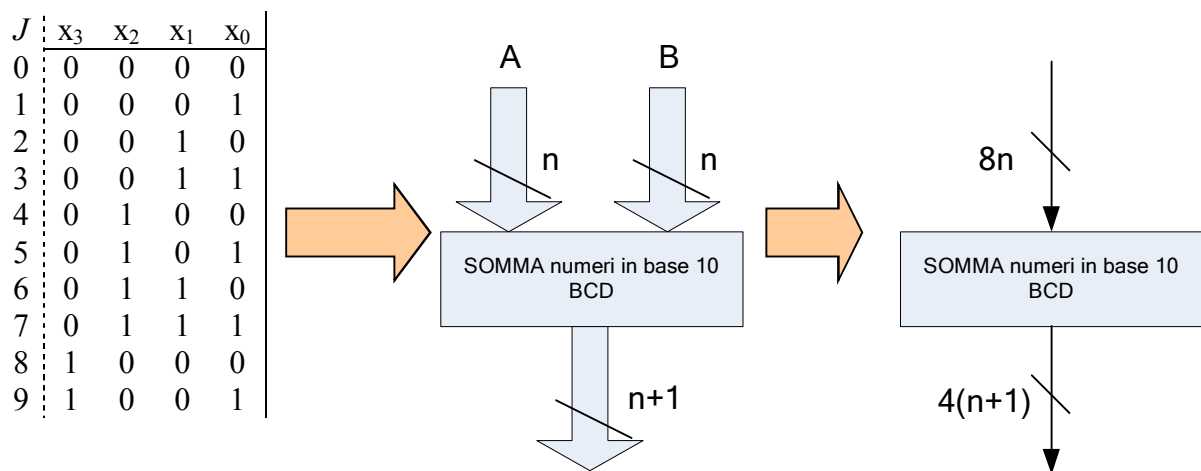 J x₃ x₂ x₁ x₀
0 0 0 0 0
1 0 0 0 1
2 0 0 1 0
3 0 0 1 1
4 0 1 0 0
5 0 1 0 1
6 0 1 1 0
7 0 1 1 1
8 1 0 0 0
9 1 0 0 1
A B
n n
SOMMA numeri in base 10
BCD
n+1
8n
SOMMA numeri in base 10
BCD
4(n+1)